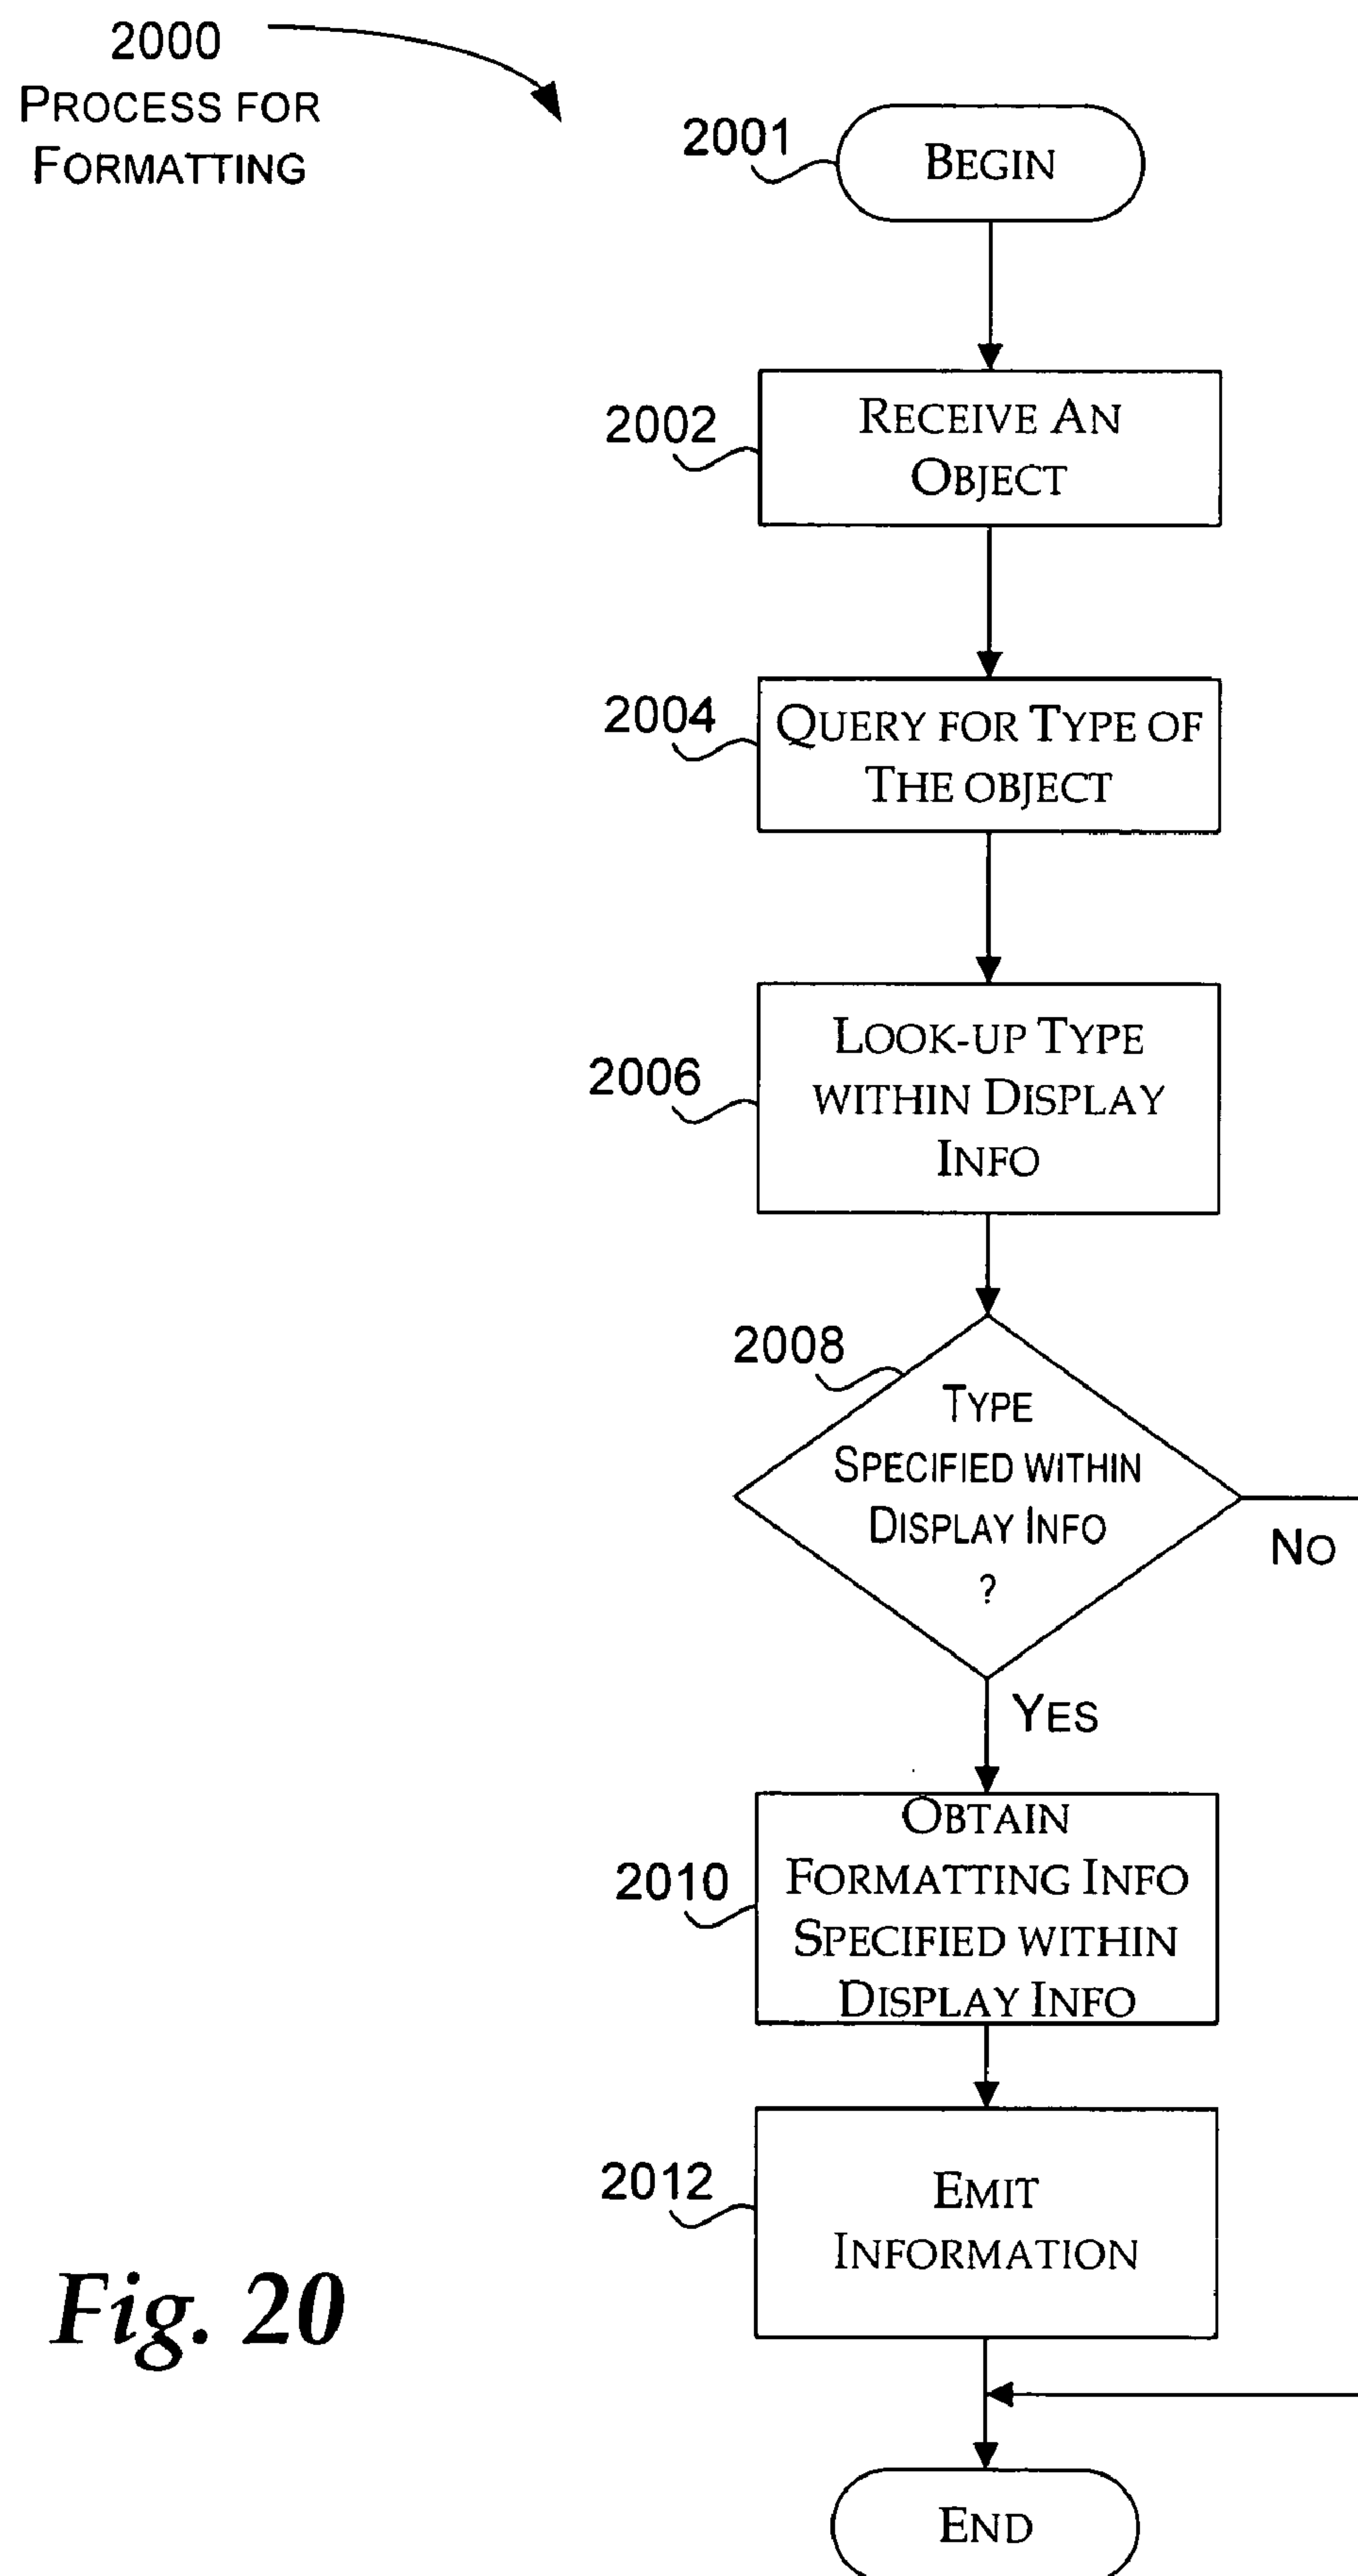 2000
PROCESS FOR
FORMATTING
2001
BEGIN
2002
RECEIVE AN
OBJECT
2004
QUERY FOR TYPE OF
THE OBJECT
2006
LOOK-UP TYPE
WITHIN DISPLAY
INFO
2008
TYPE
SPECIFIED WITHIN
DISPLAY INFO
?
NO
YES
2010
OBTAIN
FORMATTING INFO
SPECIFIED WITHIN
DISPLAY INFO
2012
EMIT
INFORMATION
END
Fig. 20